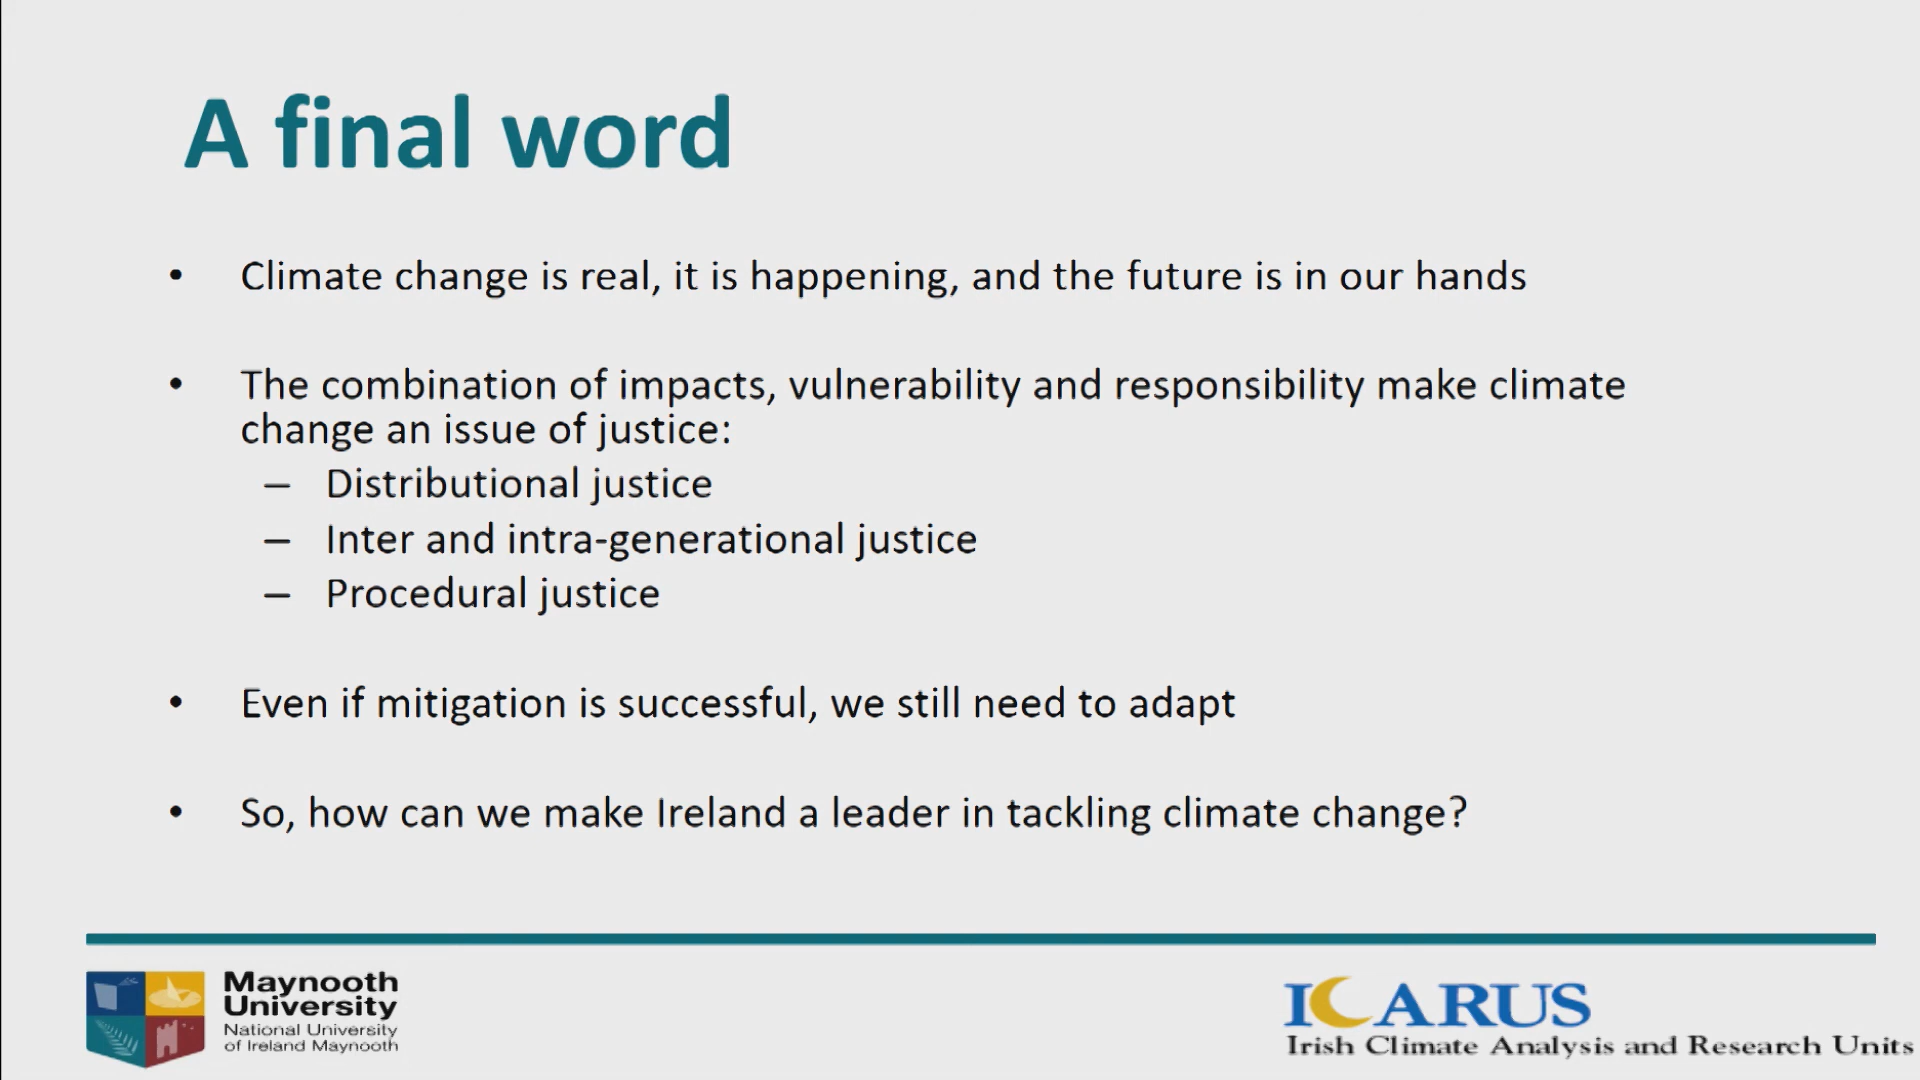 A final word
• Climate change is real, it is happening, and the future is in our hands
• The combination of impacts, vulnerability and responsibility make climate
change an issue of justice:
– Distributional justice
– Inter and intra-generational justice
– Procedural justice
• Even if mitigation is successful, we still need to adapt
• So, how can we make Ireland a leader in tackling climate change?
Maynooth
University
National University
of Ireland Maynooth
ICARUS
Irish Climate Analysis and Research Units